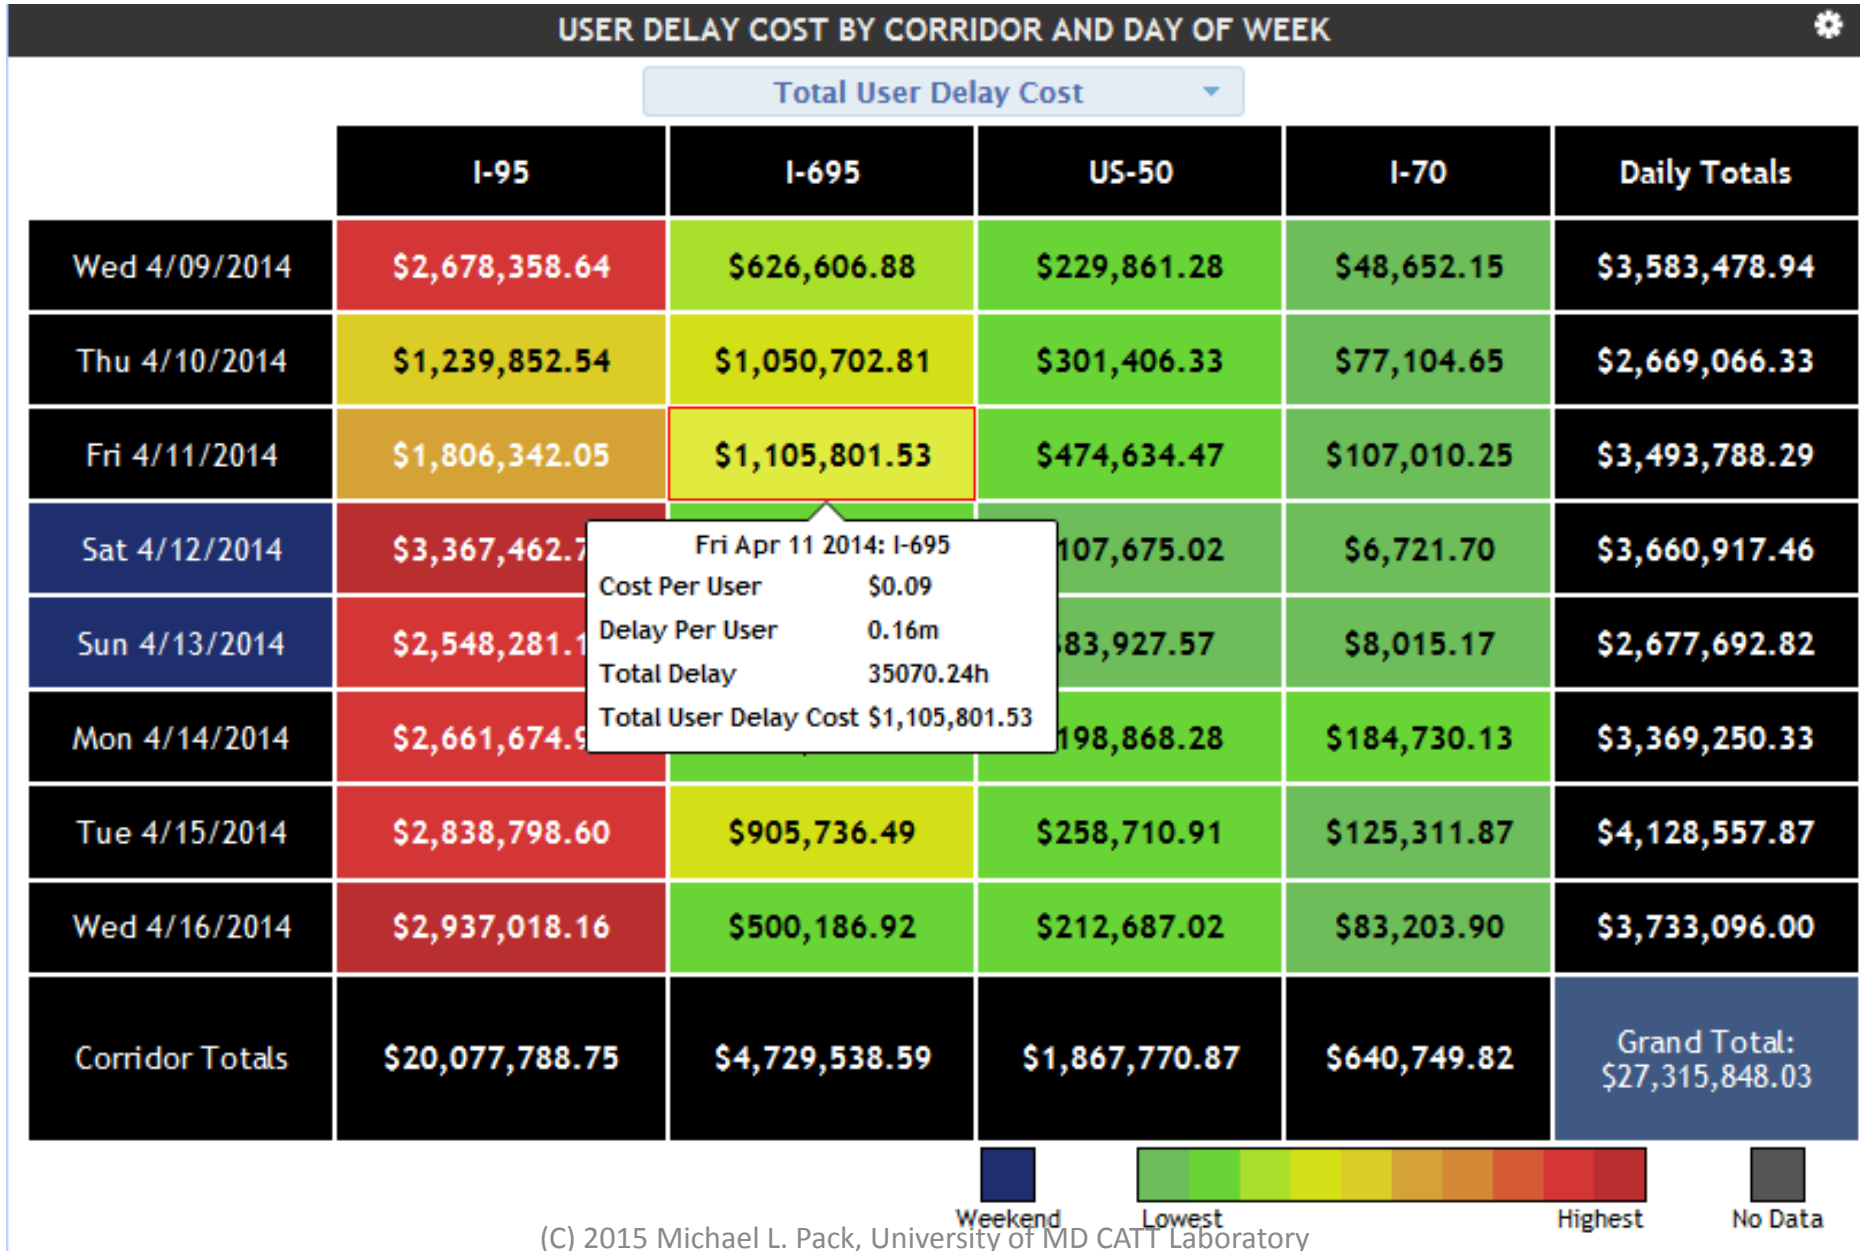 USER DELAY COST BY CORRIDOR AND DAY OF WEEK
Total User Delay Cost
I-95 I-695 US-50 I-70 Daily Totals
Wed 4/09/2014 $2,678,358.64 $626,606.88 $229,861.28 $48,652.15 $3,583,478.94
Thu 4/10/2014 $1,239,852.54 $1,050,702.81 $301,406.33 $77,104.65 $2,669,066.33
Fri 4/11/2014 $1,806,342.05 $1,105,801.53 $474,634.47 $107,010.25 $3,493,788.29
Sat 4/12/2014 $3,367,462.7 107,675.02 $6,721.70 $3,660,917.46
Sun 4/13/2014 $2,548,281.1 83,927.57 $8,015.17 $2,677,692.82
Mon 4/14/2014 $2,661,674.9 198,868.28 $184,730.13 $3,369,250.33
Fri Apr 11 2014: I-695
Cost Per User $0.09
Delay Per User 0.16m
Total Delay 35070.24h
Total User Delay Cost $1,105,801.53
Tue 4/15/2014 $2,838,798.60 $905,736.49 $258,710.91 $125,311.87 $4,128,557.87
Wed 4/16/2014 $2,937,018.16 $500,186.92 $212,687.02 $83,203.90 $3,733,096.00
Corridor Totals $20,077,788.75 $4,729,538.59 $1,867,770.87 $640,749.82 Grand Total:
$27,315,848.03
Weekend Lowest Highest No Data
(C) 2015 Michael L. Pack, University of MD CATT Laboratory